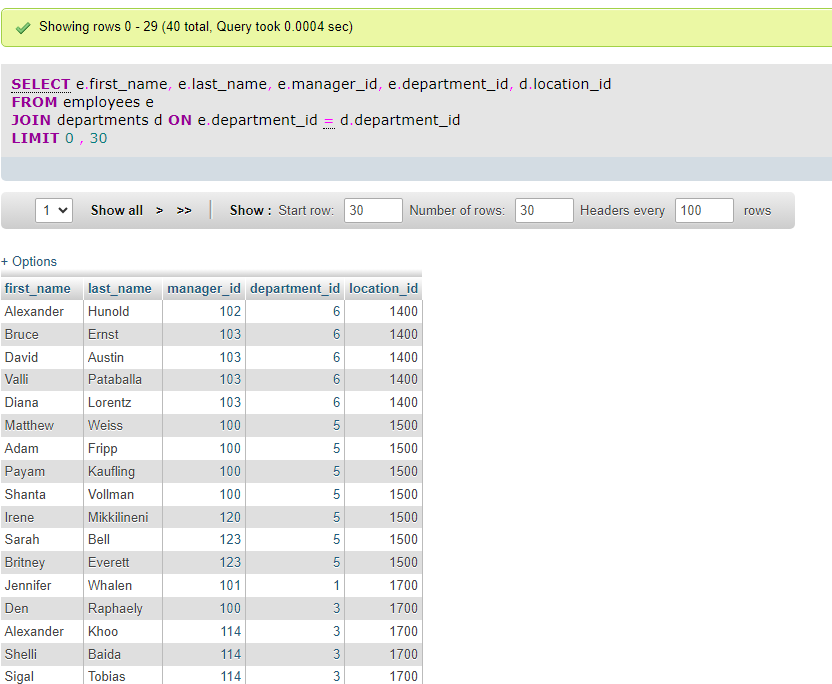 Showing rows 0 - 29 (40 total, Query took 0.0004 sec)
SELECT e.first_name, e.last_name, e.manager_id, e.department_id, d.location_id
FROM employees e
JOIN departments d ON e.department_id = d.department_id
LIMIT 0 , 30
1 Show all > >> Show : Start row: 30 Number of rows: 30 Headers every 100 rows
+ Options
first_name last_name manager_id department_id location_id
Alexander Hunold 102 6 1400
Bruce Ernst 103 6 1400
David Austin 103 6 1400
Valli Pataballa 103 6 1400
Diana Lorentz 103 6 1400
Matthew Weiss 100 5 1500
Adam Fripp 100 5 1500
Payam Kaufling 100 5 1500
Shanta Vollman 100 5 1500
Irene Mikkilineni 120 5 1500
Sarah Bell 123 5 1500
Britney Everett 123 5 1500
Jennifer Whalen 101 1 1700
Den Raphaely 100 3 1700
Alexander Khoo 114 3 1700
Shelli Baida 114 3 1700
Sigal Tobias 114 3 1700